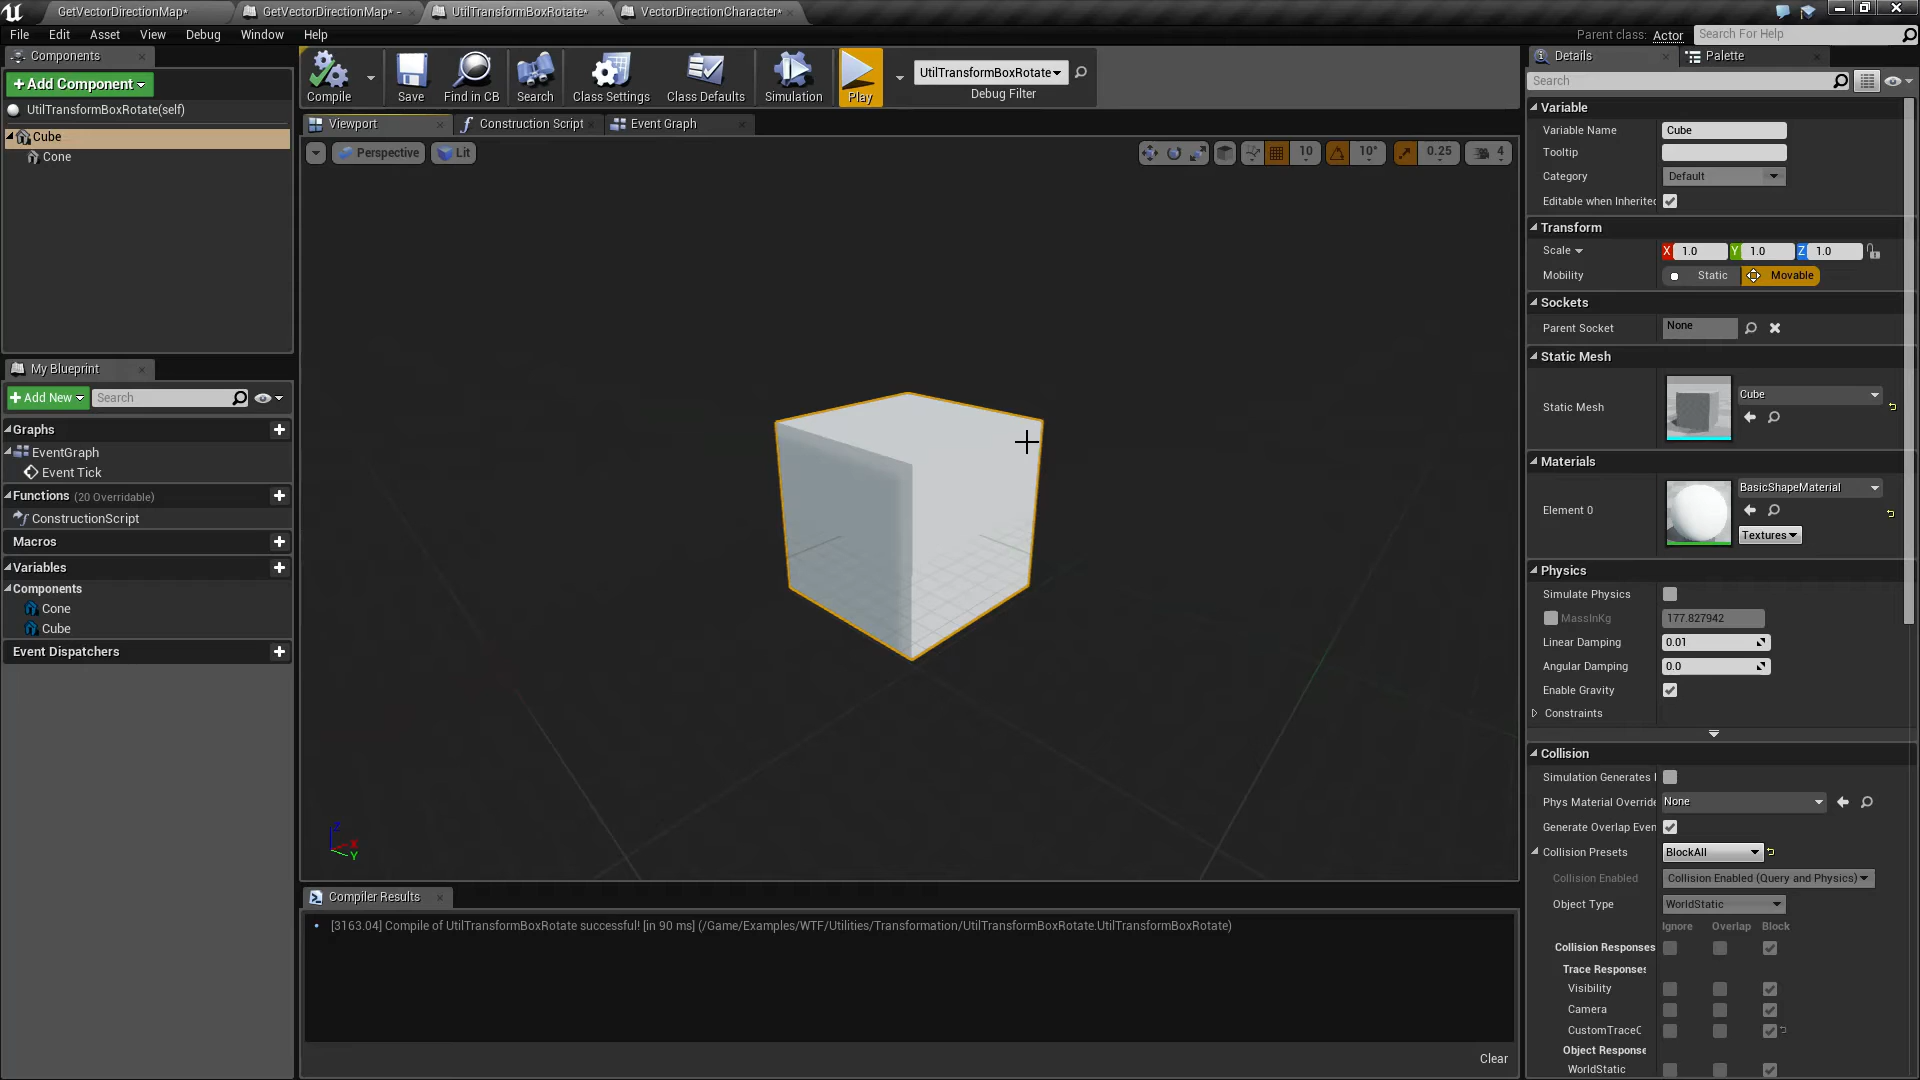 GetVectorDirectionMap*
GetVectorDirectionMap* -
UtilTransformBoxRotate*
VectorDirectionCharacter*
File
Edit
Asset
View
Debug
Window
Help
Parent class: Actor
Search For Help
Components
+ Add Component
UtilTransformBoxRotate(self)
Cube
Cone
Compile
Save
Find in CB
Search
Class Settings
Class Defaults
Simulation
Play
UtilTransformBoxRotate
Debug Filter
Viewport
Construction Script
Event Graph
Perspective
Lit
10
10°
0.25
4
Z
X
Y
My Blueprint
+ Add New
Search
Graphs
EventGraph
Event Tick
Functions (20 Overridable)
ConstructionScript
Macros
Variables
Components
Cone
Cube
Event Dispatchers
Compiler Results
[3163.04] Compile of UtilTransformBoxRotate successful! [in 90 ms] (/Game/Examples/WTF/Utilities/Transformation/UtilTransformBoxRotate.UtilTransformBoxRotate)
Clear
Details
Palette
Search
Variable
Variable Name Cube
Tooltip
Category Default
Editable when Inherited
Transform
Scale X 1.0 Y 1.0 Z 1.0
Mobility Static Movable
Sockets
Parent Socket None
Static Mesh
Static Mesh Cube
Materials
Element 0 BasicShapeMaterial
Textures
Physics
Simulate Physics
MassInKg 177.827942
Linear Damping 0.01
Angular Damping 0.0
Enable Gravity
Constraints
Collision
Simulation Generates
Phys Material Override None
Generate Overlap Even
Collision Presets BlockAll
Collision Enabled Collision Enabled (Query and Physics)
Object Type WorldStatic
Ignore Overlap Block
Collision Responses
Trace Responses
Visibility
Camera
CustomTraceC
Object Response
WorldStatic